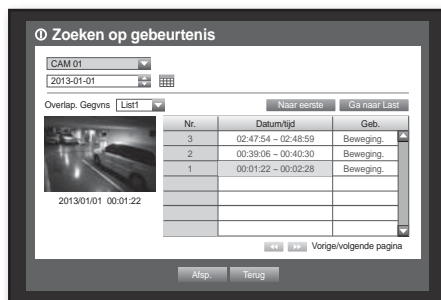 Zoeken op gebeurtenis
CAM 01
2013-01-01
Overlap. Gegvns List1 Naar eerste Ga naar Last
Nr. Datum/tijd Geb.
3 02:47:54 ~ 02:48:59 Beweging.
2 00:39:06 ~ 00:40:30 Beweging.
1 00:01:22 ~ 00:02:28 Beweging.
2013/01/01 00:01:22
Vorige/volgende pagina
Afsp. Terug